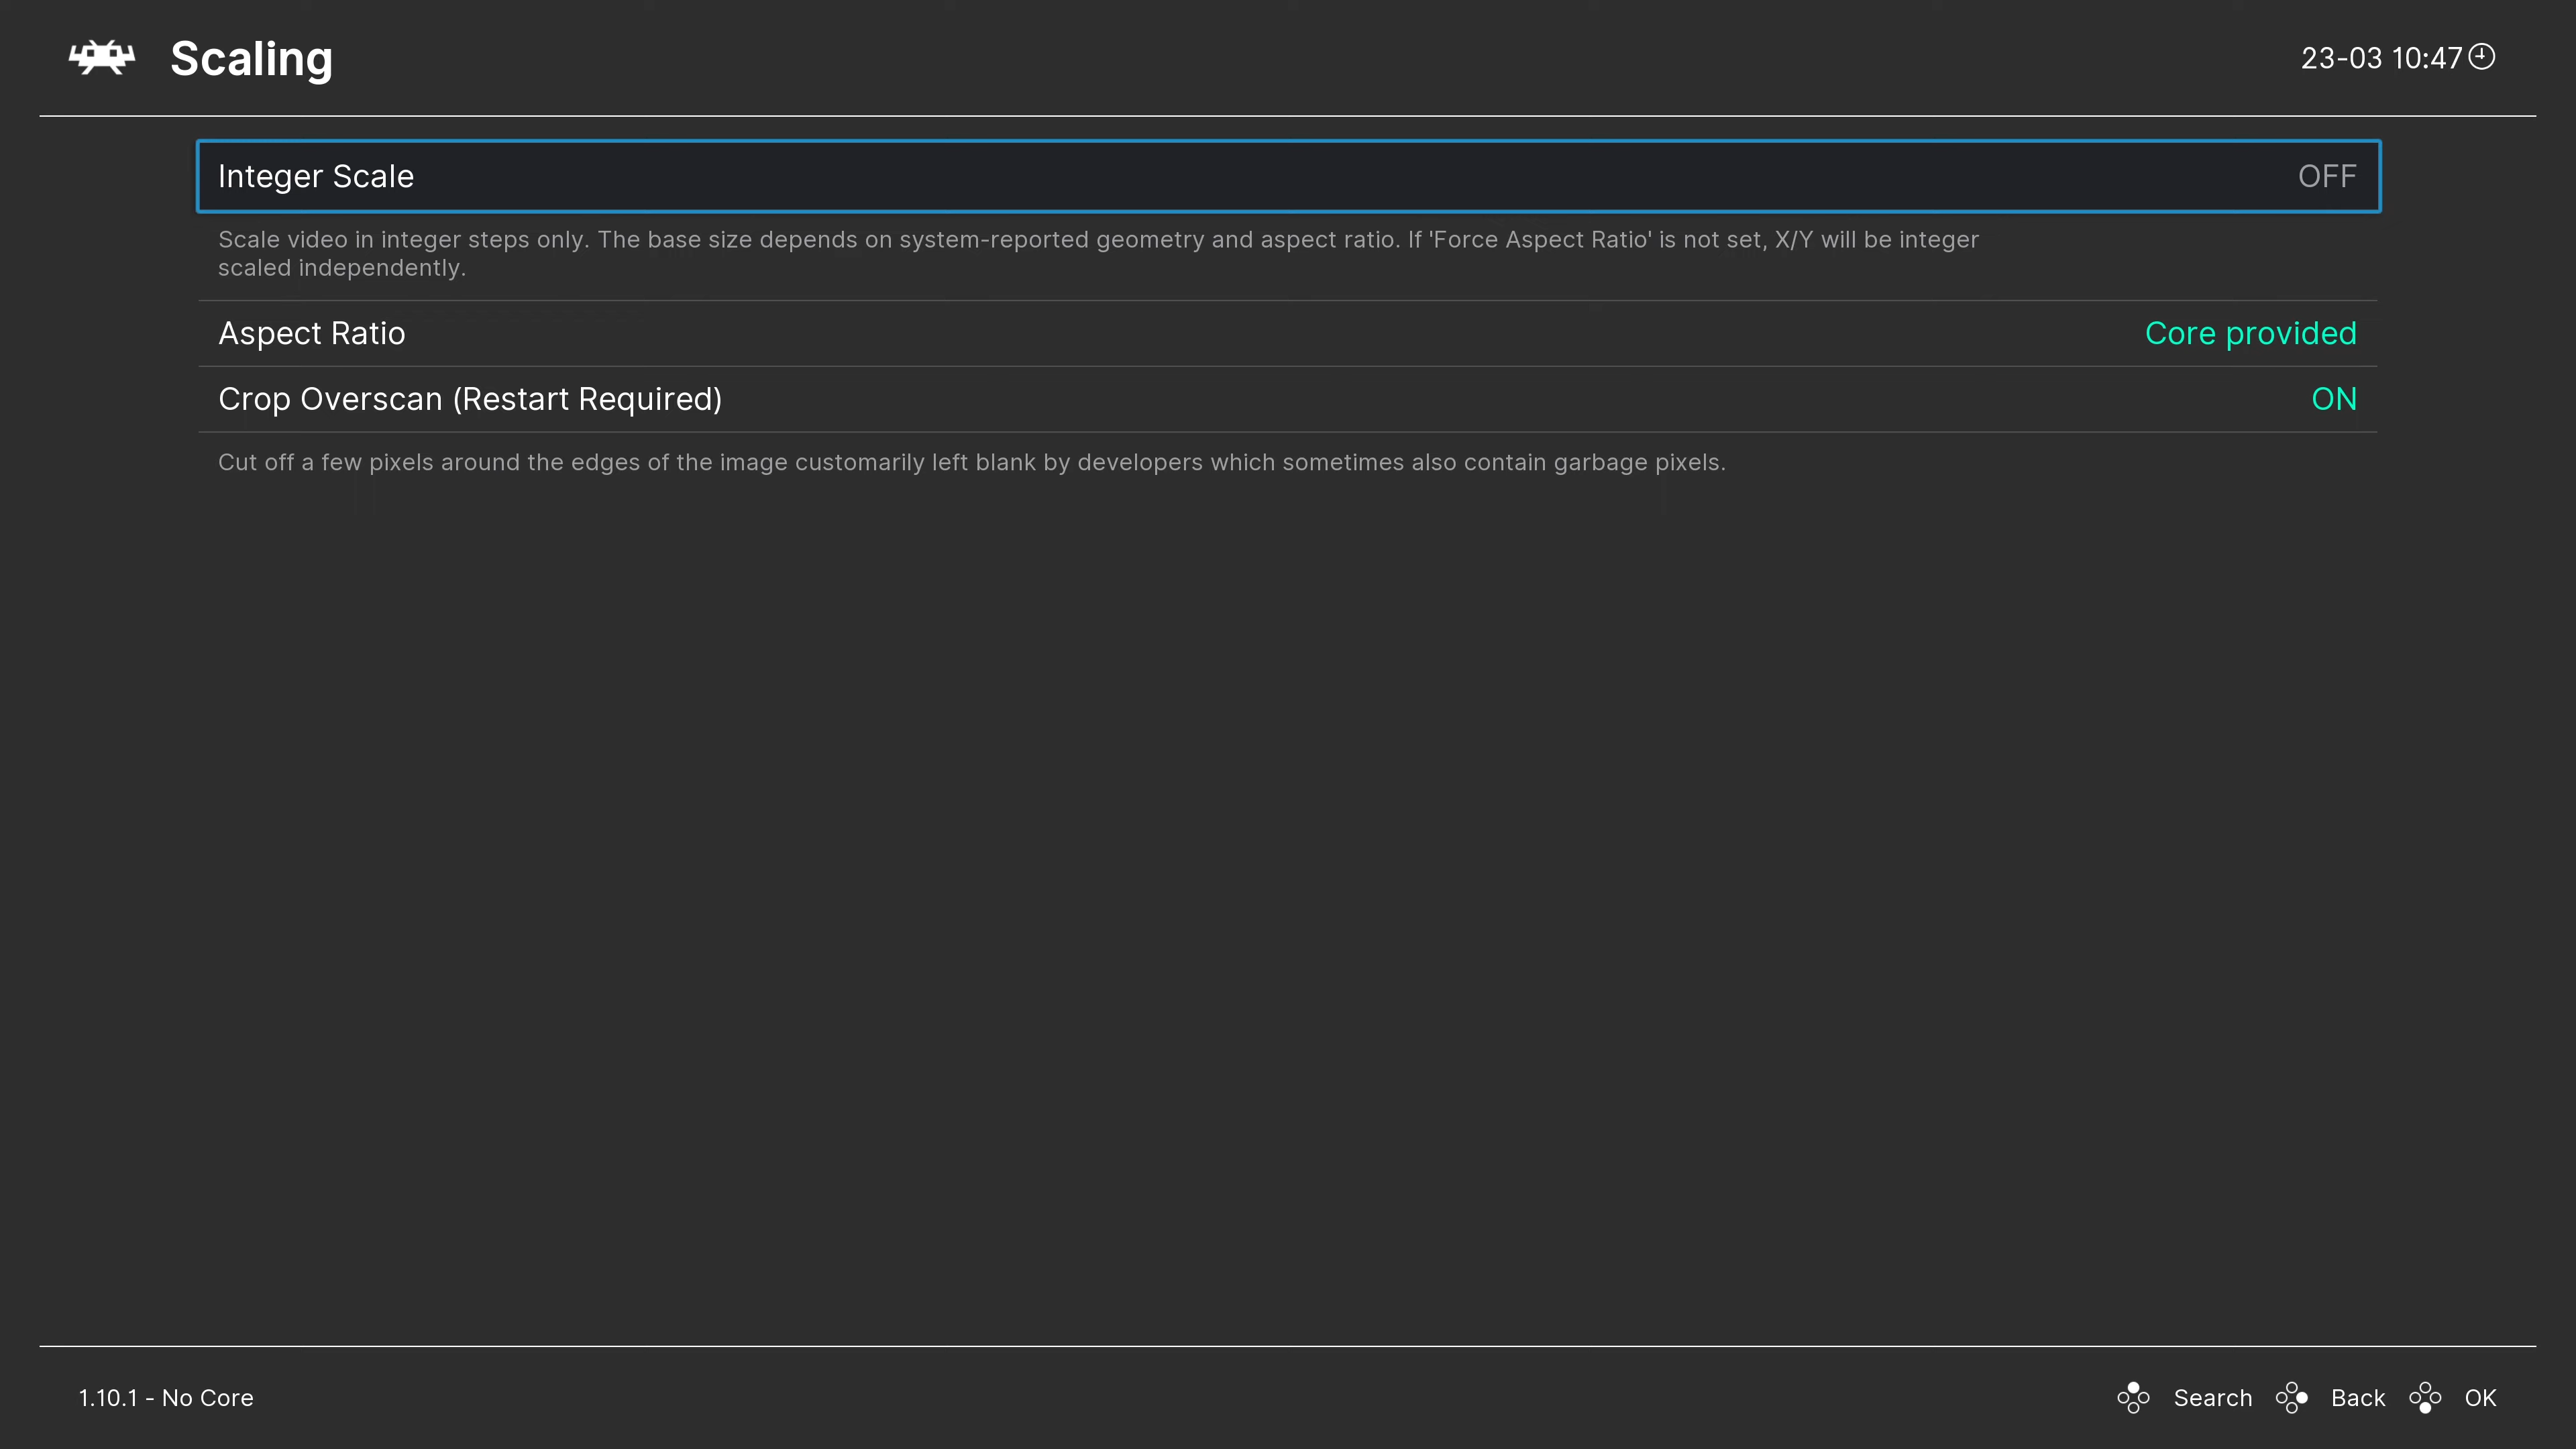 Scaling
23-03 10:47
Integer Scale
OFF
Scale video in integer steps only. The base size depends on system-reported geometry and aspect ratio. If 'Force Aspect Ratio' is not set, X/Y will be integer
scaled independently.
Aspect Ratio
Core provided
Crop Overscan (Restart Required)
ON
Cut off a few pixels around the edges of the image customarily left blank by developers which sometimes also contain garbage pixels.
1.10.1 - No Core
Search
Back
OK